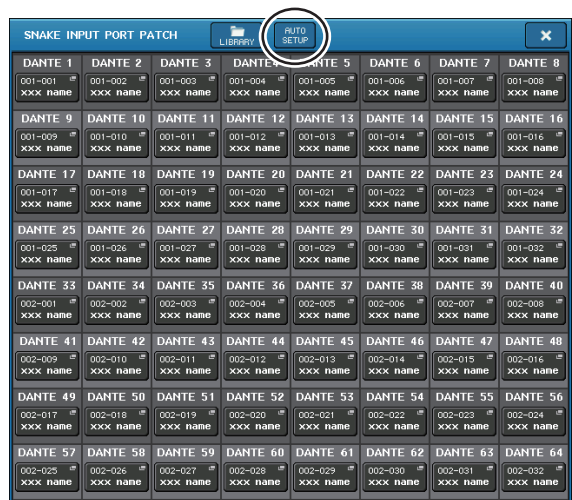 SNAKE INPUT PORT PATCH LIBRARY AUTO SETUP
DANTE 1 DANTE 2 DANTE 3 DANTE 4 DANTE 5 DANTE 6 DANTE 7 DANTE 8
001-001 001-002 001-003 001-004 001-005 001-006 001-007 001-008
xxx name xxx name xxx name xxx name xxx name xxx name xxx name xxx name
DANTE 9 DANTE 10 DANTE 11 DANTE 12 DANTE 13 DANTE 14 DANTE 15 DANTE 16
001-009 001-010 001-011 001-012 001-013 001-014 001-015 001-016
xxx name xxx name xxx name xxx name xxx name xxx name xxx name xxx name
DANTE 17 DANTE 18 DANTE 19 DANTE 20 DANTE 21 DANTE 22 DANTE 23 DANTE 24
001-017 001-018 001-019 001-020 001-021 001-022 001-023 001-024
xxx name xxx name xxx name xxx name xxx name xxx name xxx name xxx name
DANTE 25 DANTE 26 DANTE 27 DANTE 28 DANTE 29 DANTE 30 DANTE 31 DANTE 32
001-025 001-026 001-027 001-028 001-029 001-030 001-031 001-032
xxx name xxx name xxx name xxx name xxx name xxx name xxx name xxx name
DANTE 33 DANTE 34 DANTE 35 DANTE 36 DANTE 37 DANTE 38 DANTE 39 DANTE 40
002-001 002-002 002-003 002-004 002-005 002-006 002-007 002-008
xxx name xxx name xxx name xxx name xxx name xxx name xxx name xxx name
DANTE 41 DANTE 42 DANTE 43 DANTE 44 DANTE 45 DANTE 46 DANTE 47 DANTE 48
002-009 002-010 002-011 002-012 002-013 002-014 002-015 002-016
xxx name xxx name xxx name xxx name xxx name xxx name xxx name xxx name
DANTE 49 DANTE 50 DANTE 51 DANTE 52 DANTE 53 DANTE 54 DANTE 55 DANTE 56
002-017 002-018 002-019 002-020 002-021 002-022 002-023 002-024
xxx name xxx name xxx name xxx name xxx name xxx name xxx name xxx name
DANTE 57 DANTE 58 DANTE 59 DANTE 60 DANTE 61 DANTE 62 DANTE 63 DANTE 64
002-025 002-026 002-027 002-028 002-029 002-030 002-031 002-032
xxx name xxx name xxx name xxx name xxx name xxx name xxx name xxx name